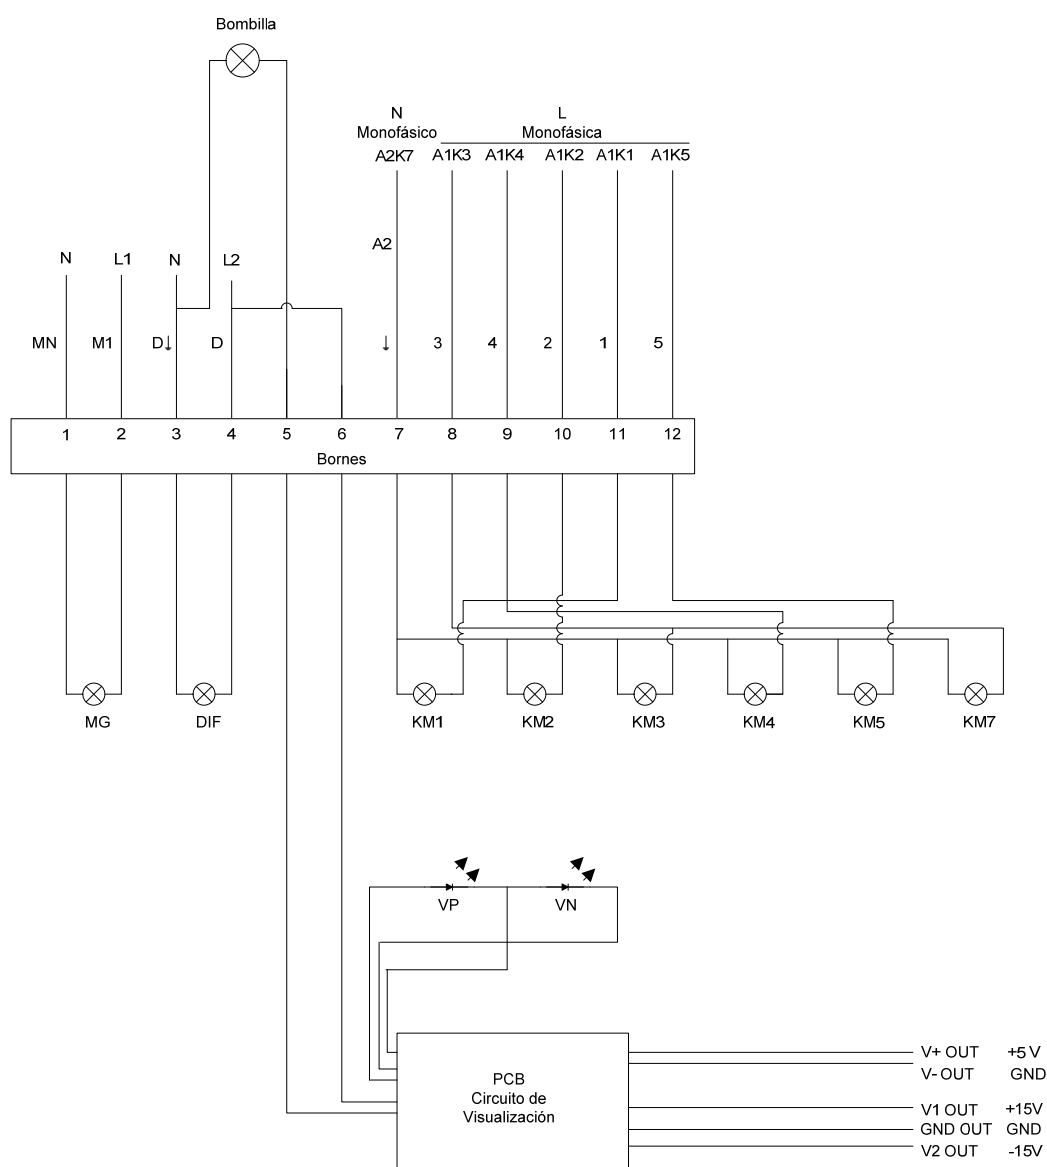 Bombilla
N
Monofásico
L
Monofásica
A2K7 A1K3 A1K4 A1K2 A1K1 A1K5
A2
N L1 N L2
MN M1 D↓ D ↓ 3 4 2 1 5
1 2 3 4 5 6 7 8 9 10 11 12
Bornes
MG DIF KM1 KM2 KM3 KM4 KM5 KM7
VP VN
PCB
Circuito de
Visualización
V+ OUT +5 V
V- OUT GND
V1 OUT +15V
GND OUT GND
V2 OUT -15V